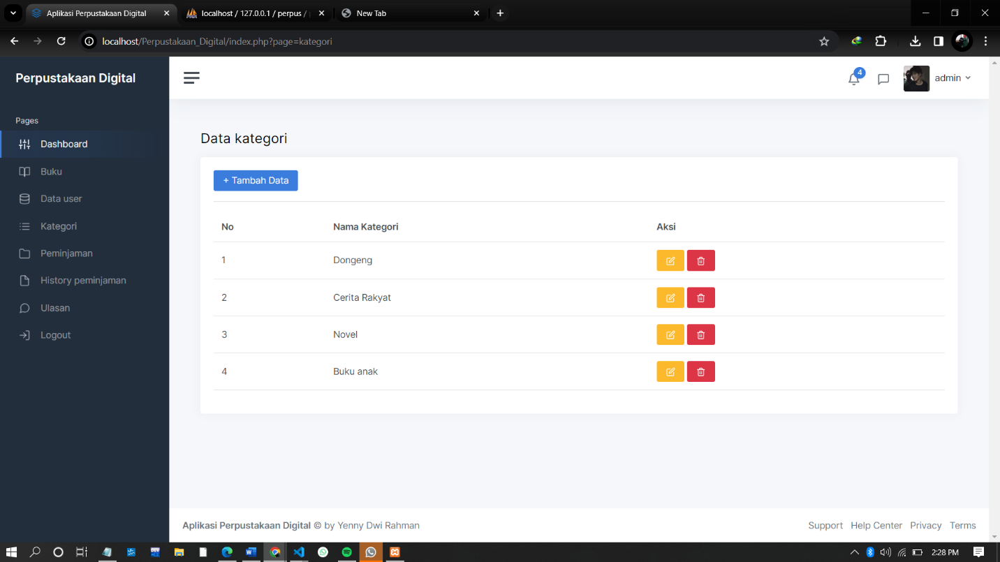 Aplikasi Perpustakaan Digital
localhost / 127.0.0.1 / perpus /
New Tab
localhost/Perpustakaan_Digital/index.php?page=kategori
Perpustakaan Digital
4
admin
Pages
Dashboard
Buku
Data user
Kategori
Peminjaman
History peminjaman
Ulasan
Logout
Data kategori
+ Tambah Data
No Nama Kategori Aksi
1 Dongeng
2 Cerita Rakyat
3 Novel
4 Buku anak
Aplikasi Perpustakaan Digital © by Yenny Dwi Rahman
Support Help Center Privacy Terms
2:28 PM